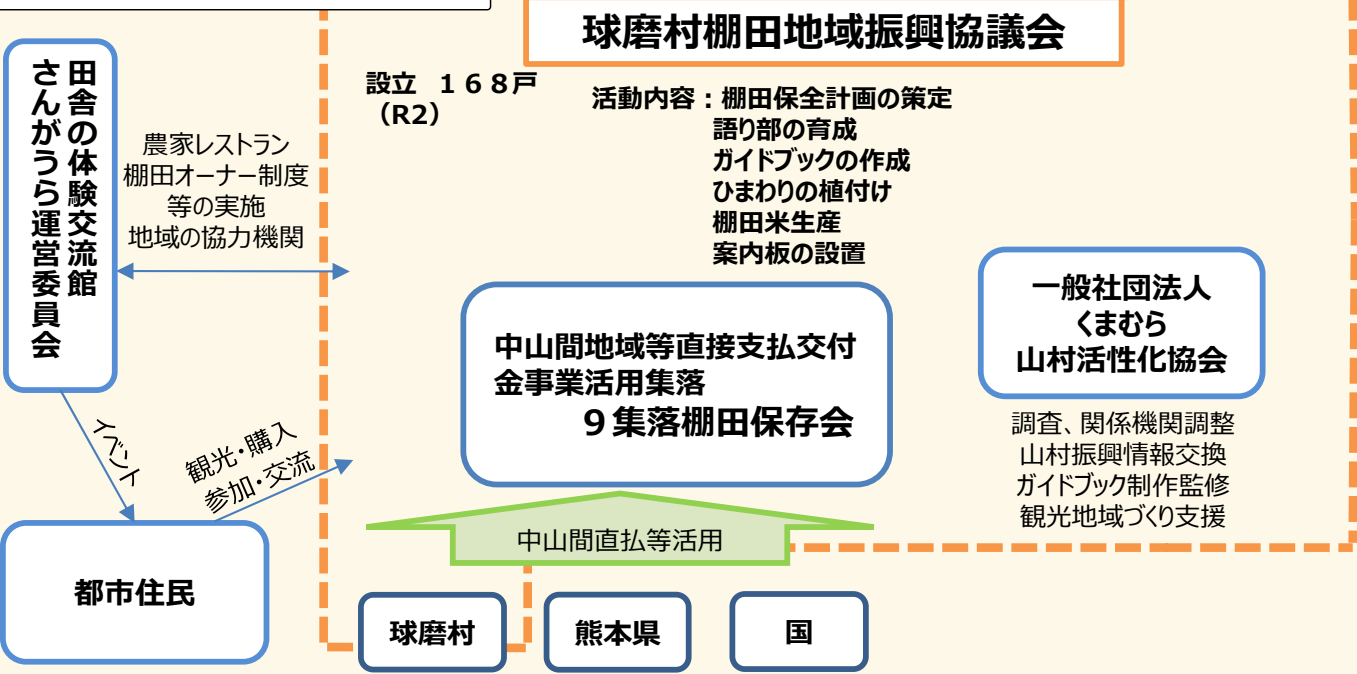 球磨村棚田地域振興協議会
田舎の体験交流館
さんがうら運営委員会
農家レストラン
棚田オーナー制度
等の実施
地域の協力機関
設立 168戸
(R2)
活動内容：棚田保全計画の策定
語り部の育成
ガイドブックの作成
ひまわりの植付け
棚田米生産
案内板の設置
中山間地域等直接支払交付
金事業活用集落
9集落棚田保存会
一般社団法人
くまむら
山村活性化協会
調査、関係機関調整
山村振興情報交換
ガイドブック制作監修
観光地域づくり支援
イベント
観光・購入
参加・交流
中山間直払等活用
都市住民
球磨村
熊本県
国